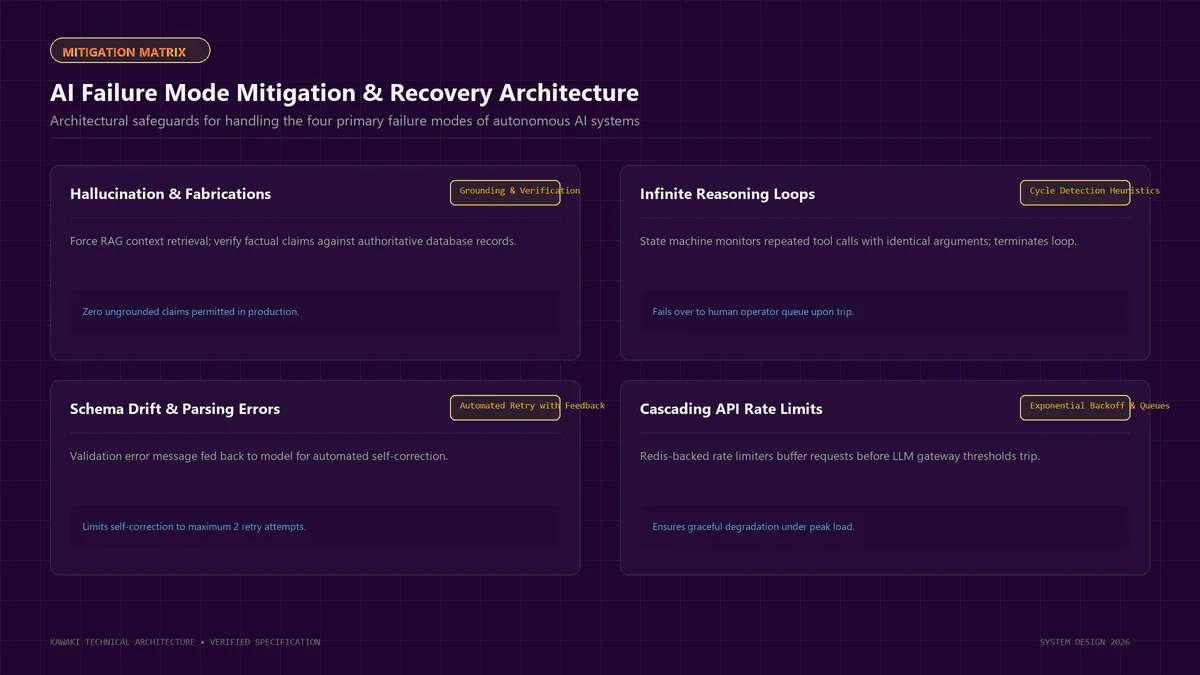 MITIGATION MATRIX
AI Failure Mode Mitigation & Recovery Architecture
Architectural safeguards for handling the four primary failure modes of autonomous AI systems
Hallucination & Fabrications
Grounding & Verification
Force RAG context retrieval; verify factual claims against authoritative database records.
Zero ungrounded claims permitted in production.
Infinite Reasoning Loops
Cycle Detection Heuristics
State machine monitors repeated tool calls with identical arguments; terminates loop.
Fails over to human operator queue upon trip.
Schema Drift & Parsing Errors
Automated Retry with Feedback
Validation error message fed back to model for automated self-correction.
Limits self-correction to maximum 2 retry attempts.
Cascading API Rate Limits
Exponential Backoff & Queues
Redis-backed rate limiters buffer requests before LLM gateway thresholds trip.
Ensures graceful degradation under peak load.
KAWAKI TECHNICAL ARCHITECTURE • VERIFIED SPECIFICATION
SYSTEM DESIGN 2026